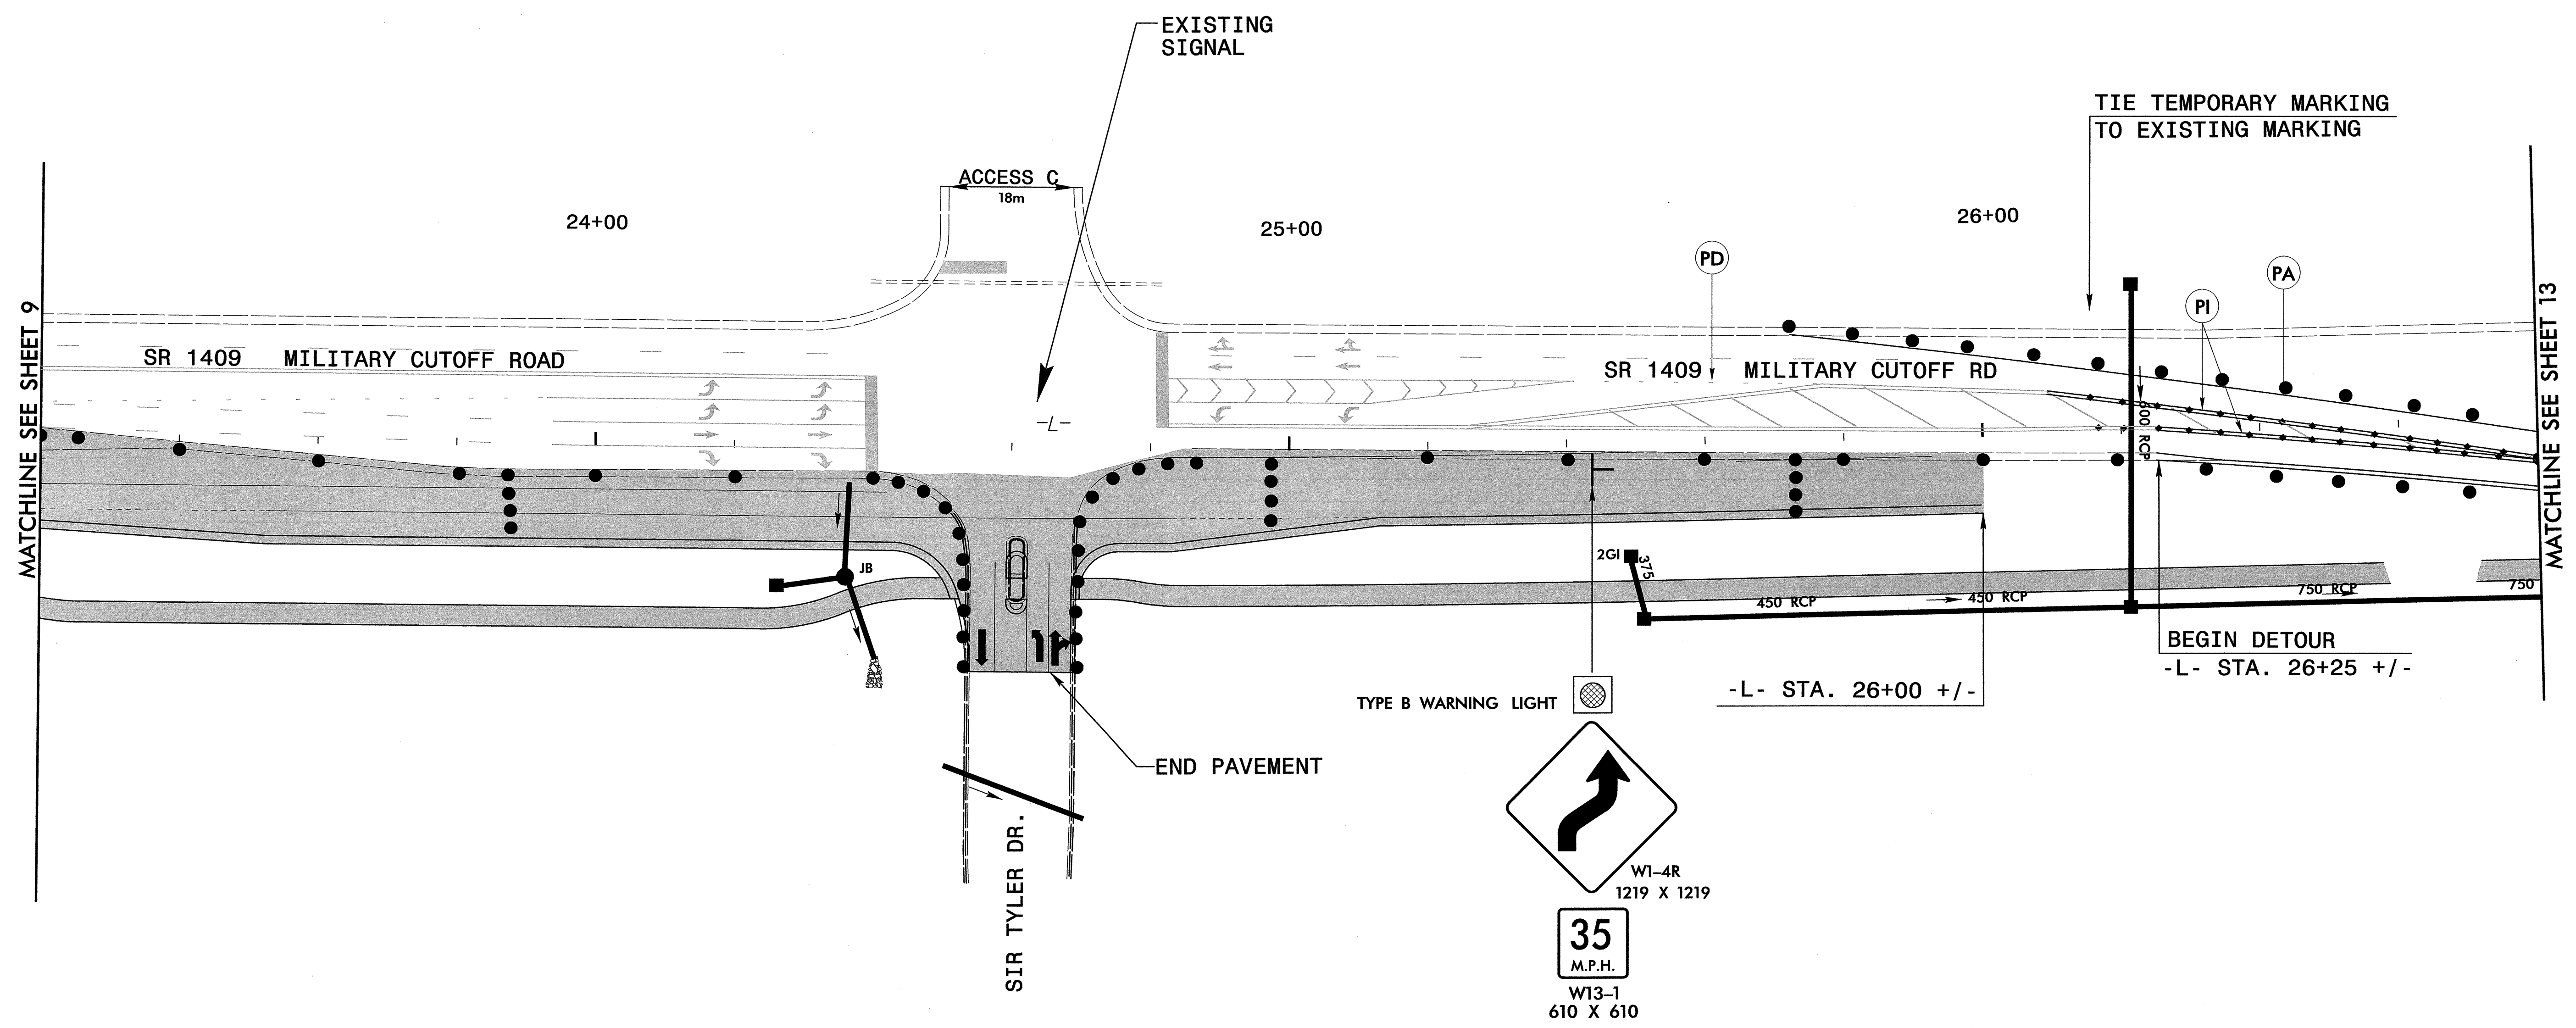 EXISTING
SIGNAL
TIE TEMPORARY MARKING
TO EXISTING MARKING
ACCESS C
18m
24+00
25+00
26+00
PD
PI
PA
MATCHLINE SEE SHEET 9
MATCHLINE SEE SHEET 13
SR 1409 MILITARY CUTOFF ROAD
SR 1409 MILITARY CUTOFF RD
-L-
600 RCP
JB
2GI
375
450 RCP
450 RCP
750 RCP
750
BEGIN DETOUR
-L- STA. 26+25 +/-
-L- STA. 26+00 +/-
TYPE B WARNING LIGHT
END PAVEMENT
SIR TYLER DR.
W1-4R
1219 X 1219
35
M.P.H.
W13-1
610 X 610